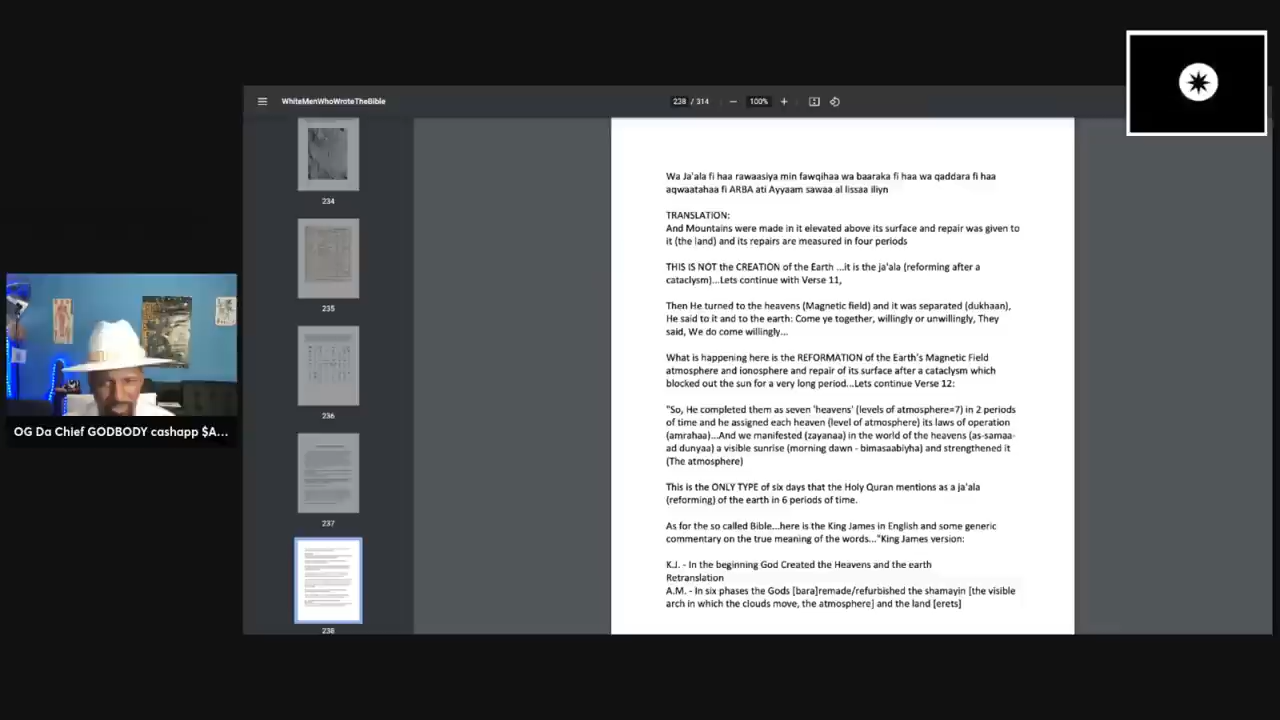 WhiteMenWhoWroteTheBible
238 / 314
100%
234
235
236
237
238
Wa Ja'ala fi haa rawaasiya min fawqihaa wa baaraka fi haa wa qaddara fi haa
aqwaatahaa fi ARBA ati Ayyaam sawaa al lissaa iliyn
TRANSLATION:
And Mountains were made in it elevated above its surface and repair was given to
it (the land) and its repairs are measured in four periods
THIS IS NOT the CREATION of the Earth ...it is the ja'ala (reforming after a
cataclysm)...Lets continue with Verse 11,
Then He turned to the heavens (Magnetic field) and it was separated (dukhaan),
He said to it and to the earth: Come ye together, willingly or unwillingly, They
said, We do come willingly...
What is happening here is the REFORMATION of the Earth's Magnetic Field
atmosphere and ionosphere and repair of its surface after a cataclysm which
blocked out the sun for a very long period...Lets continue Verse 12:
"So, He completed them as seven 'heavens' (levels of atmosphere=7) in 2 periods
of time and he assigned each heaven (level of atmosphere) its laws of operation
(amrahaa)...And we manifested (zayanaa) in the world of the heavens (as-samaa-
ad dunyaa) a visible sunrise (morning dawn - bimasaabiyha) and strengthened it
(The atmosphere)
This is the ONLY TYPE of six days that the Holy Quran mentions as a ja'ala
(reforming) of the earth in 6 periods of time.
As for the so called Bible...here is the King James in English and some generic
commentary on the true meaning of the words..."King James version:
K.J. - In the beginning God Created the Heavens and the earth
Retranslation
A.M. - In six phases the Gods [bara]remade/refurbished the shamayin [the visible
arch in which the clouds move, the atmosphere] and the land [erets]
OG Da Chief GODBODY cashapp $A...